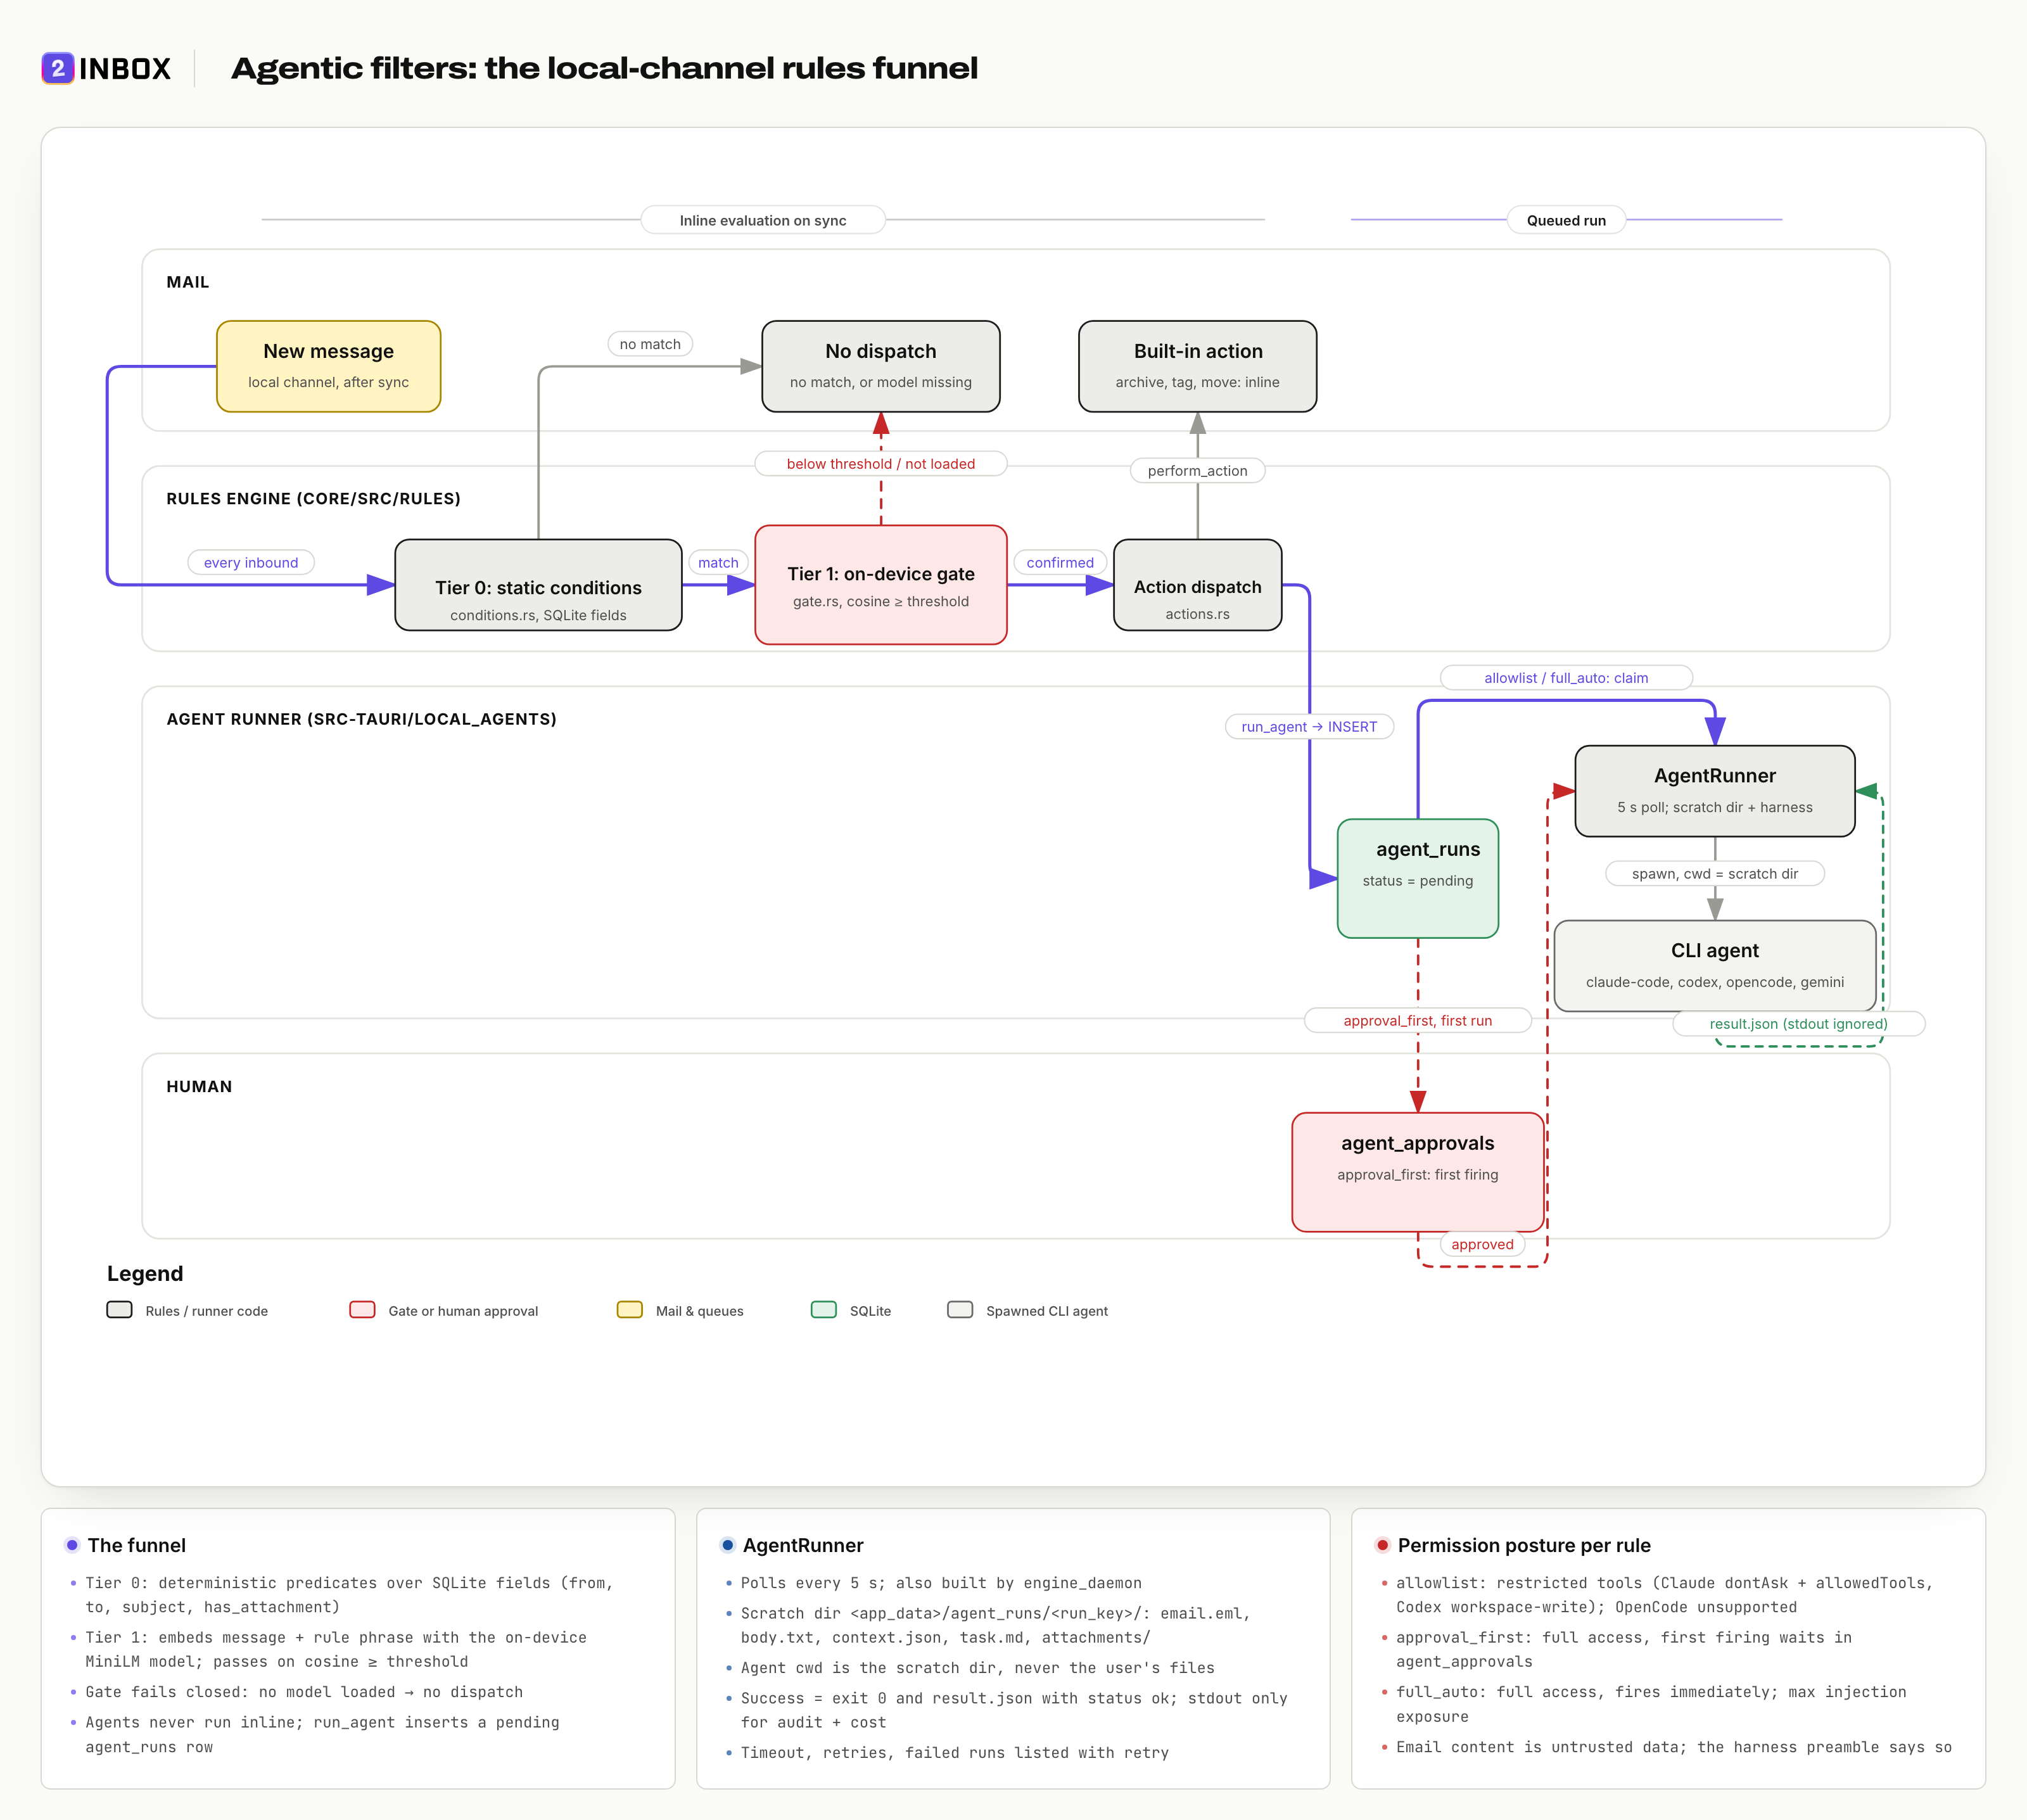 2 INBOX
Agentic filters: the local-channel rules funnel
Inline evaluation on sync
Queued run
MAIL
New message
local channel, after sync
no match
No dispatch
no match, or model missing
Built-in action
archive, tag, move: inline
below threshold / not loaded
perform_action
RULES ENGINE (CORE/SRC/RULES)
every inbound
Tier 0: static conditions
conditions.rs, SQLite fields
match
Tier 1: on-device gate
gate.rs, cosine ≥ threshold
confirmed
Action dispatch
actions.rs
allowlist / full_auto: claim
AGENT RUNNER (SRC-TAURI/LOCAL_AGENTS)
run_agent → INSERT
AgentRunner
5 s poll; scratch dir + harness
agent_runs
status = pending
spawn, cwd = scratch dir
CLI agent
claude-code, codex, opencode, gemini
approval_first, first run
result.json (stdout ignored)
HUMAN
agent_approvals
approval_first: first firing
approved
Legend
Rules / runner code
Gate or human approval
Mail & queues
SQLite
Spawned CLI agent
The funnel
• Tier 0: deterministic predicates over SQLite fields (from,
to, subject, has_attachment)
• Tier 1: embeds message + rule phrase with the on-device
MiniLM model; passes on cosine ≥ threshold
• Gate fails closed: no model loaded → no dispatch
• Agents never run inline; run_agent inserts a pending
agent_runs row
AgentRunner
• Polls every 5 s; also built by engine_daemon
• Scratch dir <app_data>/agent_runs/<run_key>/: email.eml,
body.txt, context.json, task.md, attachments/
• Agent cwd is the scratch dir, never the user's files
• Success = exit 0 and result.json with status ok; stdout only
for audit + cost
• Timeout, retries, failed runs listed with retry
Permission posture per rule
• allowlist: restricted tools (Claude dontAsk + allowedTools,
Codex workspace-write); OpenCode unsupported
• approval_first: full access, first firing waits in
agent_approvals
• full_auto: full access, fires immediately; max injection
exposure
• Email content is untrusted data; the harness preamble says so